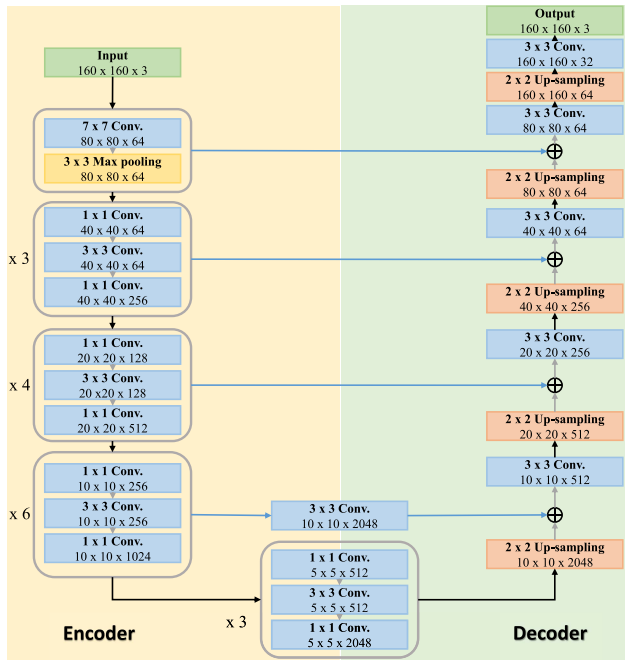 Input
160 x 160 x 3
7 x 7 Conv.
80 x 80 x 64
3 x 3 Max pooling
80 x 80 x 64
x 3
1 x 1 Conv.
40 x 40 x 64
3 x 3 Conv.
40 x 40 x 64
1 x 1 Conv.
40 x 40 x 256
x 4
1 x 1 Conv.
20 x 20 x 128
3 x 3 Conv.
20 x20 x 128
1 x 1 Conv.
20 x 20 x 512
x 6
1 x 1 Conv.
10 x 10 x 256
3 x 3 Conv.
10 x 10 x 256
1 x 1 Conv.
10 x 10 x 1024
3 x 3 Conv.
10 x 10 x 2048
x 3
1 x 1 Conv.
5 x 5 x 512
3 x 3 Conv.
5 x 5 x 512
1 x 1 Conv.
5 x 5 x 2048
Encoder
Output
160 x 160 x 3
3 x 3 Conv.
160 x 160 x 32
2 x 2 Up-sampling
160 x 160 x 64
3 x 3 Conv.
80 x 80 x 64
2 x 2 Up-sampling
80 x 80 x 64
3 x 3 Conv.
40 x 40 x 64
2 x 2 Up-sampling
40 x 40 x 256
3 x 3 Conv.
20 x 20 x 256
2 x 2 Up-sampling
20 x 20 x 512
3 x 3 Conv.
10 x 10 x 512
2 x 2 Up-sampling
10 x 10 x 2048
Decoder